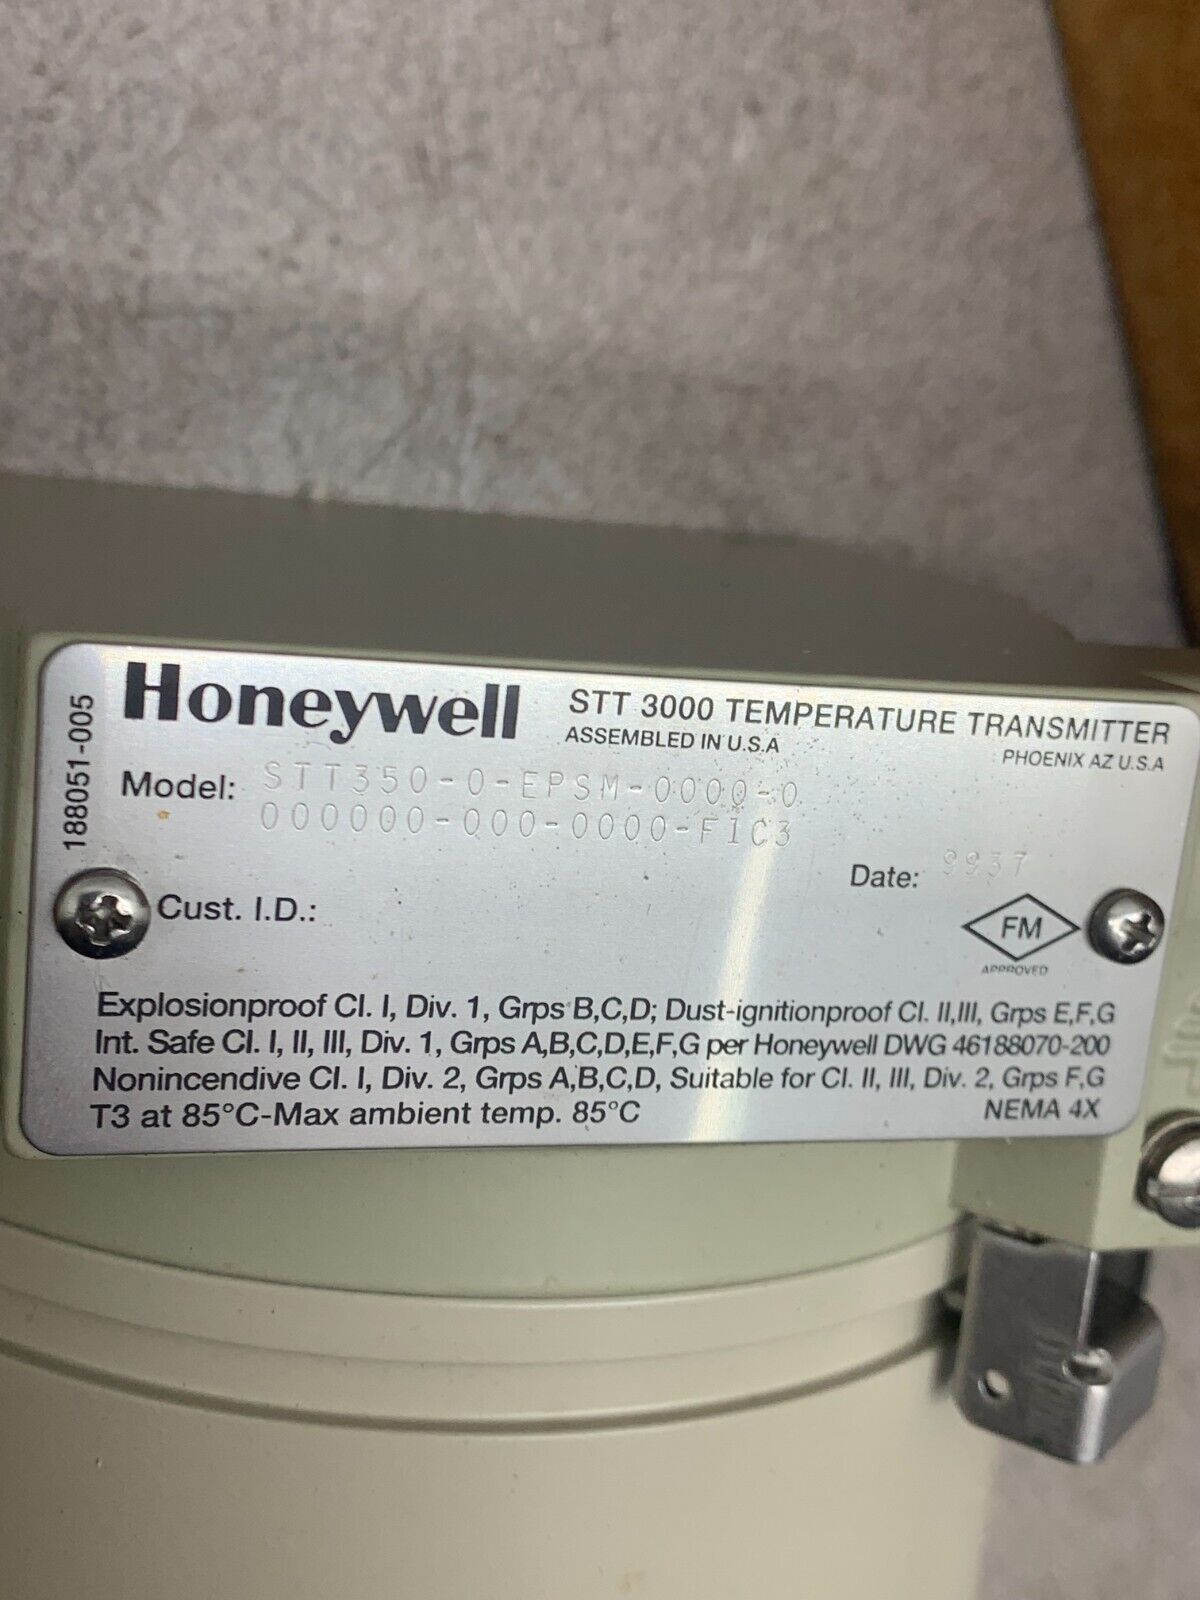 Honeywell
STT 3000 TEMPERATURE TRANSMITTER
ASSEMBLED IN U.S.A
PHOENIX AZ U.S.A
188051-005
Model: STT350-0-EPSM-0000-0
000000-000-0000-F1C3
Date: 9937
Cust. I.D.:
FM
APPROVED
Explosionproof Cl. I, Div. 1, Grps B,C,D; Dust-ignitionproof Cl. II,III, Grps E,F,G
Int. Safe Cl. I, II, III, Div. 1, Grps A,B,C,D,E,F,G per Honeywell DWG 46188070-200
Nonincendive Cl. I, Div. 2, Grps A,B,C,D, Suitable for Cl. II, III, Div. 2, Grps F,G
T3 at 85°C-Max ambient temp. 85°C
NEMA 4X